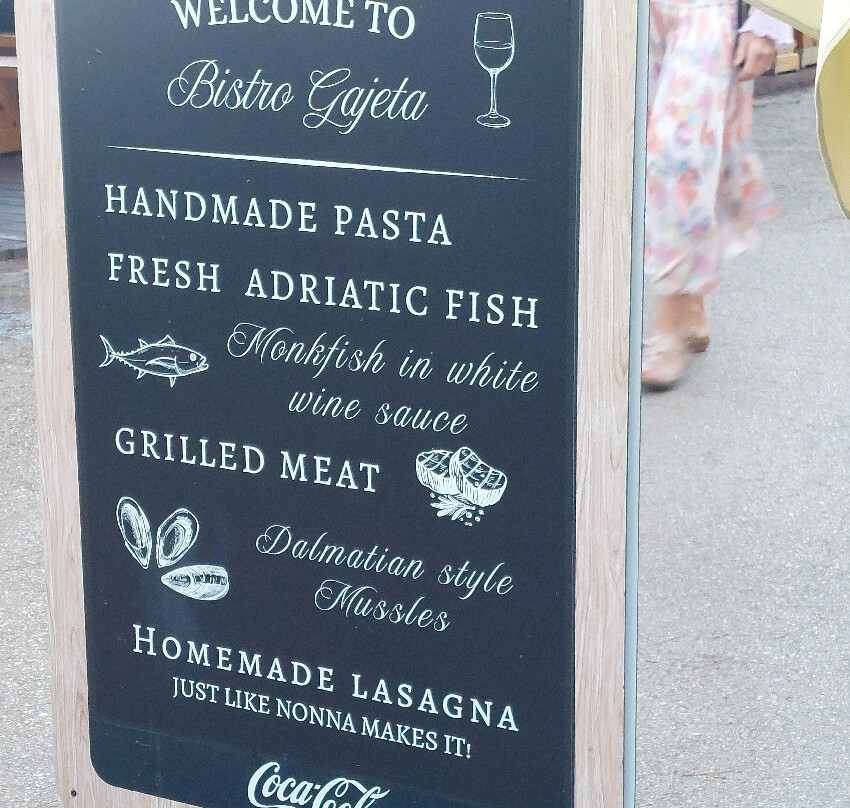 WELCOME TO
Bistro Gajeta
HANDMADE PASTA
FRESH ADRIATIC FISH
Monkfish in white
wine sauce
GRILLED MEAT
Dalmatian style
Mussles
HOMEMADE LASAGNA
JUST LIKE NONNA MAKES IT!
Coca-Cola